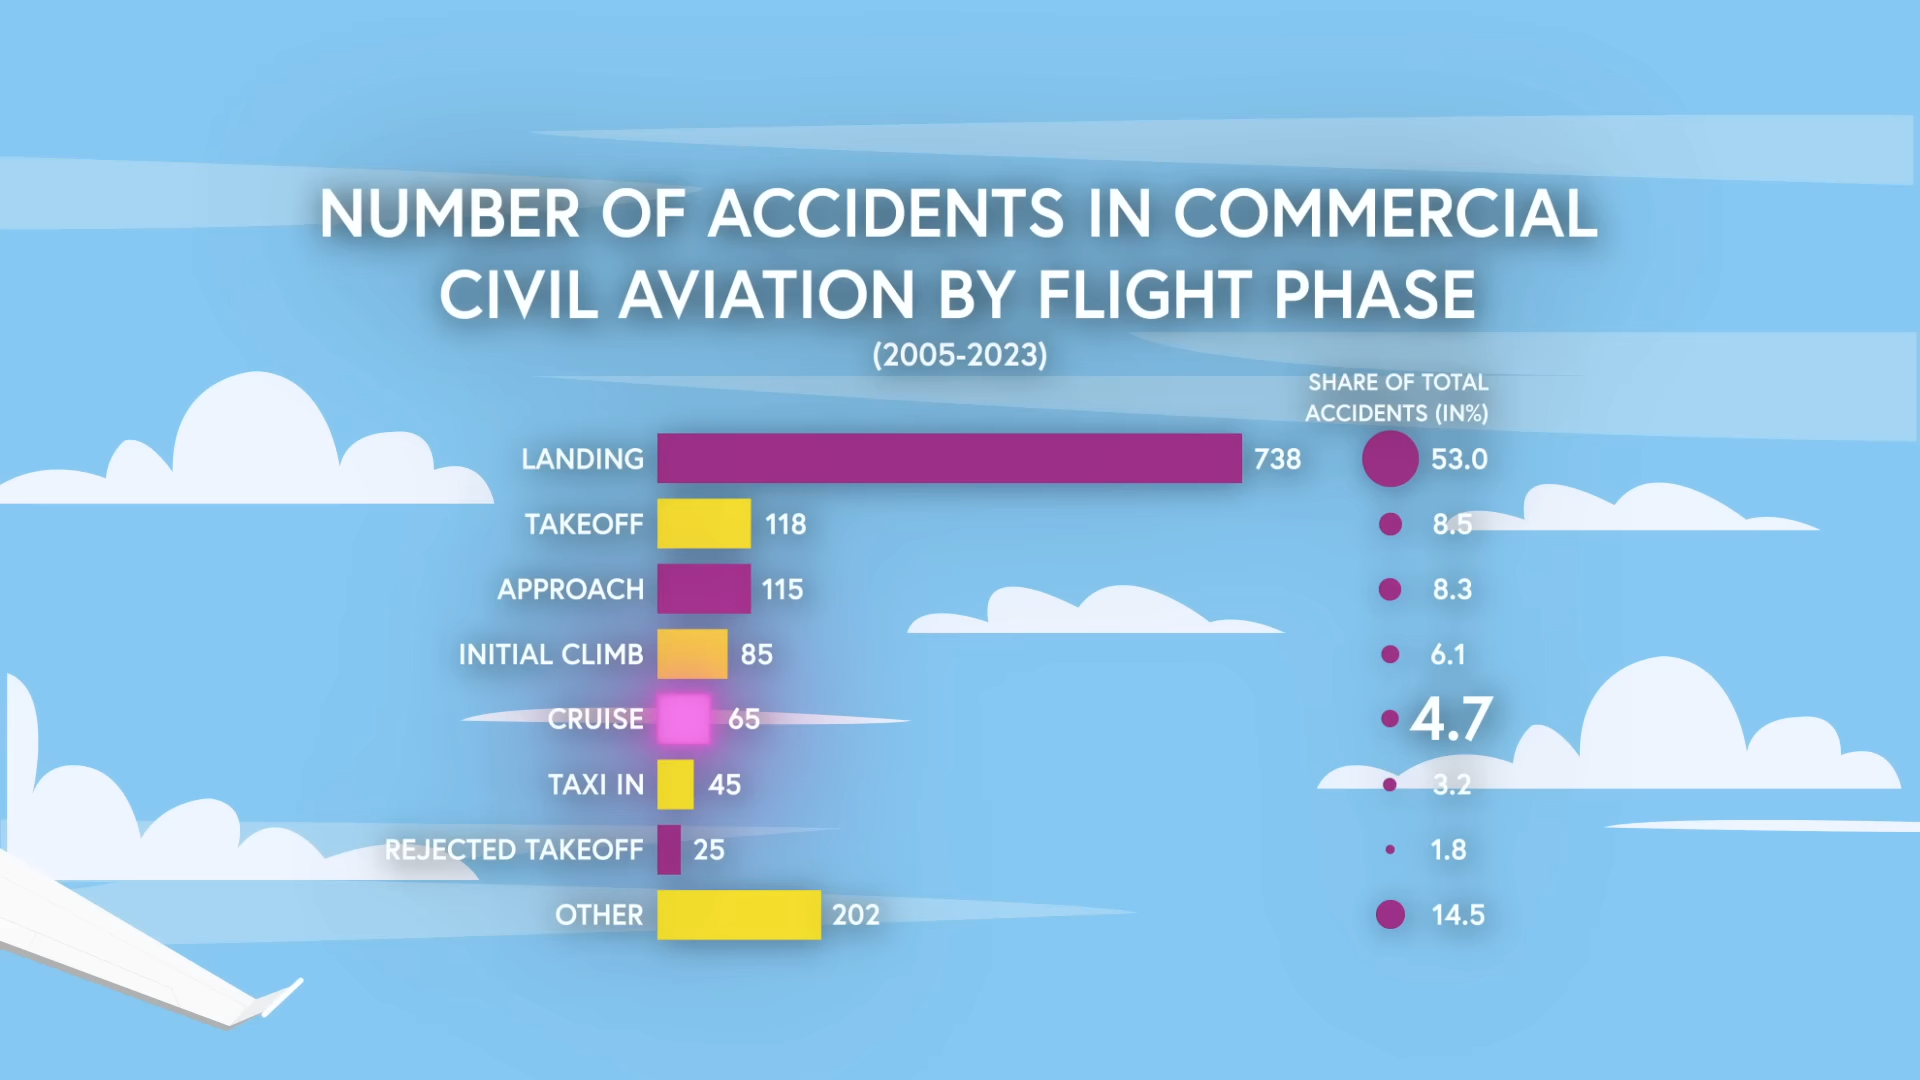 NUMBER OF ACCIDENTS IN COMMERCIAL
CIVIL AVIATION BY FLIGHT PHASE
(2005-2023)
SHARE OF TOTAL
ACCIDENTS (IN%)
LANDING 738 53.0
TAKEOFF 118 8.5
APPROACH 115 8.3
INITIAL CLIMB 85 6.1
CRUISE 65 4.7
TAXI IN 45 3.2
REJECTED TAKEOFF 25 1.8
OTHER 202 14.5